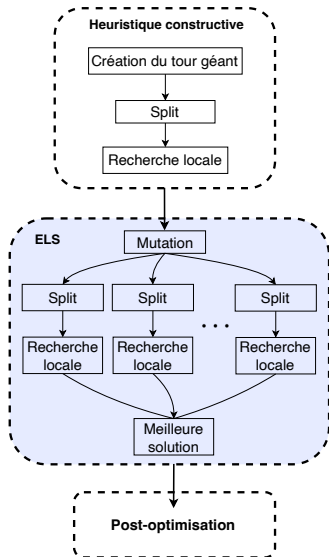 Heuristique constructive
Création du tour géant
Split
Recherche locale
ELS
Mutation
Split
Split
Split
Recherche
locale
Recherche
locale
. . .
Recherche
locale
Meilleure
solution
Post-optimisation